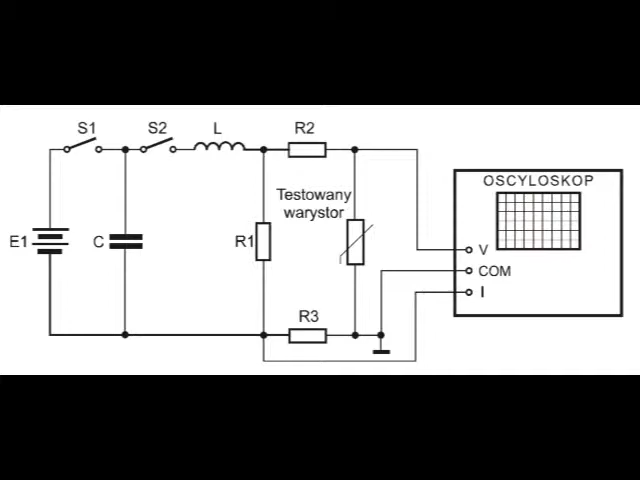 S1
S2
L
R2
OSCYLOSKOP
Testowany
warystor
E1
C
R1
V
COM
I
R3